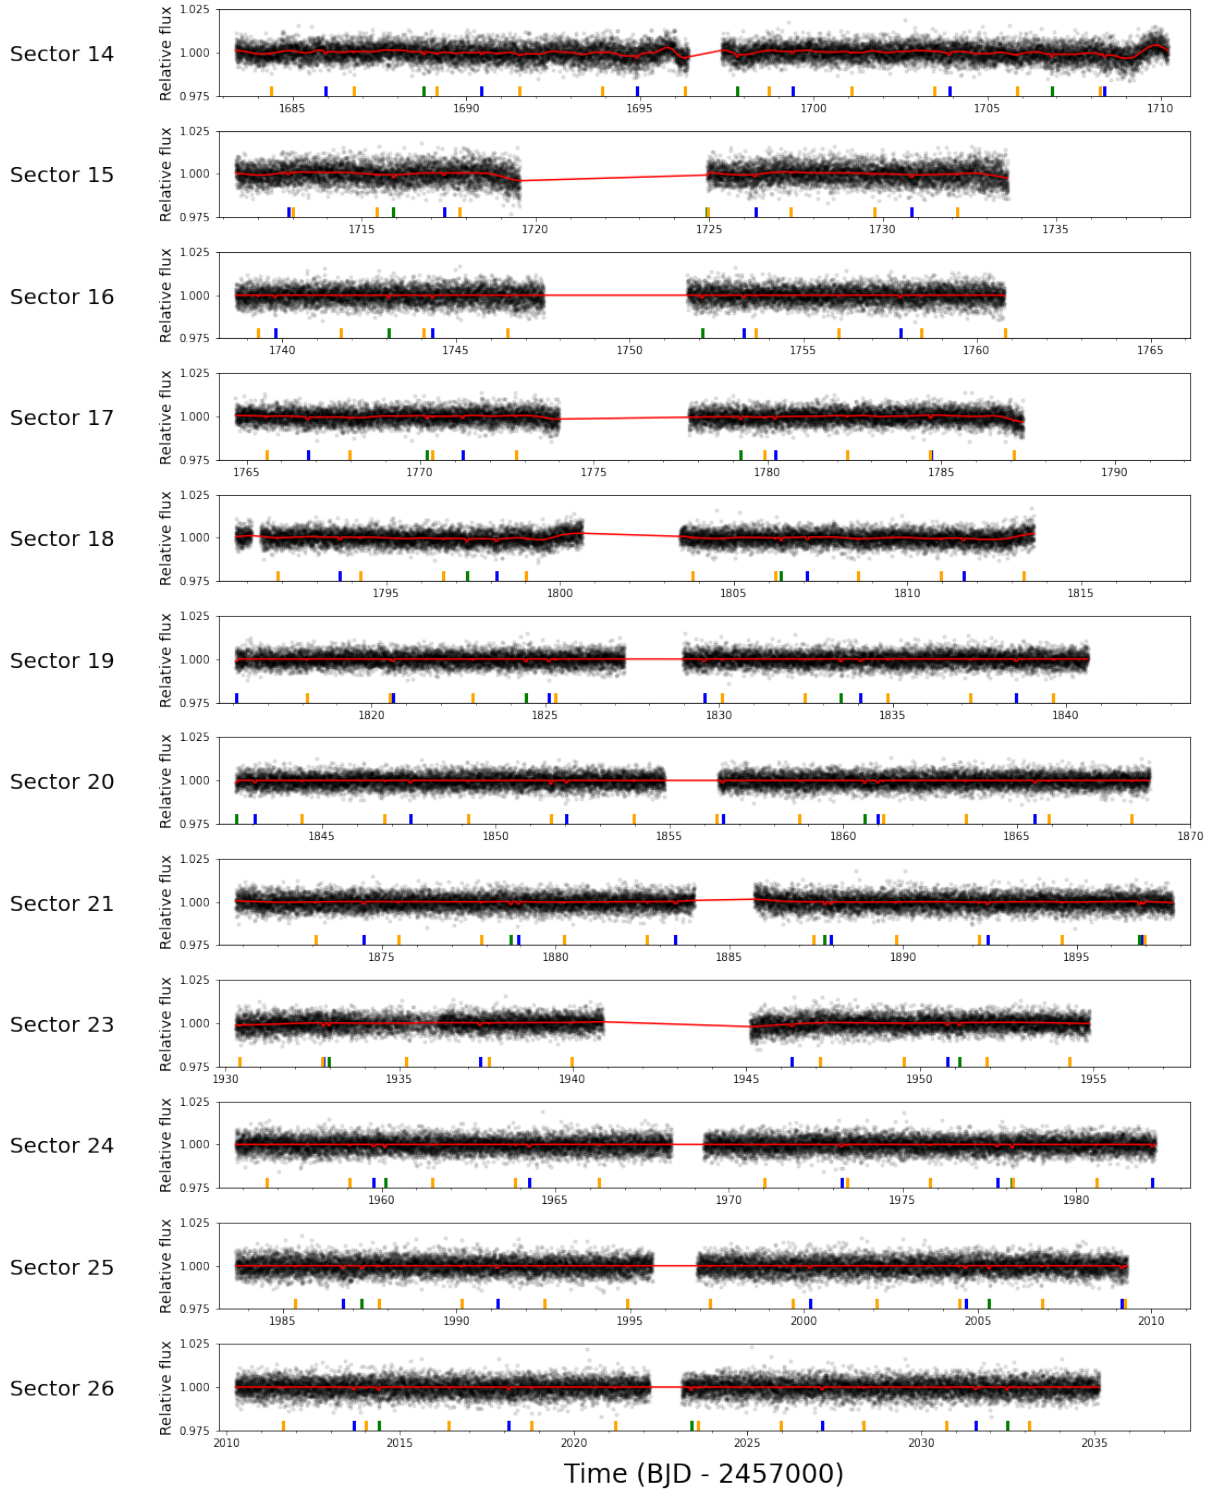 Sector 14
Relative flux
1.025
1.000
0.975
1685 1690 1695 1700 1705 1710
Sector 15
Relative flux
1.025
1.000
0.975
1715 1720 1725 1730 1735
Sector 16
Relative flux
1.025
1.000
0.975
1740 1745 1750 1755 1760 1765
Sector 17
Relative flux
1.025
1.000
0.975
1765 1770 1775 1780 1785 1790
Sector 18
Relative flux
1.025
1.000
0.975
1795 1800 1805 1810 1815
Sector 19
Relative flux
1.025
1.000
0.975
1820 1825 1830 1835 1840
Sector 20
Relative flux
1.025
1.000
0.975
1845 1850 1855 1860 1865 1870
Sector 21
Relative flux
1.025
1.000
0.975
1875 1880 1885 1890 1895
Sector 23
Relative flux
1.025
1.000
0.975
1930 1935 1940 1945 1950 1955
Sector 24
Relative flux
1.025
1.000
0.975
1960 1965 1970 1975 1980
Sector 25
Relative flux
1.025
1.000
0.975
1985 1990 1995 2000 2005 2010
Sector 26
Relative flux
1.025
1.000
0.975
2010 2015 2020 2025 2030 2035
Time (BJD - 2457000)